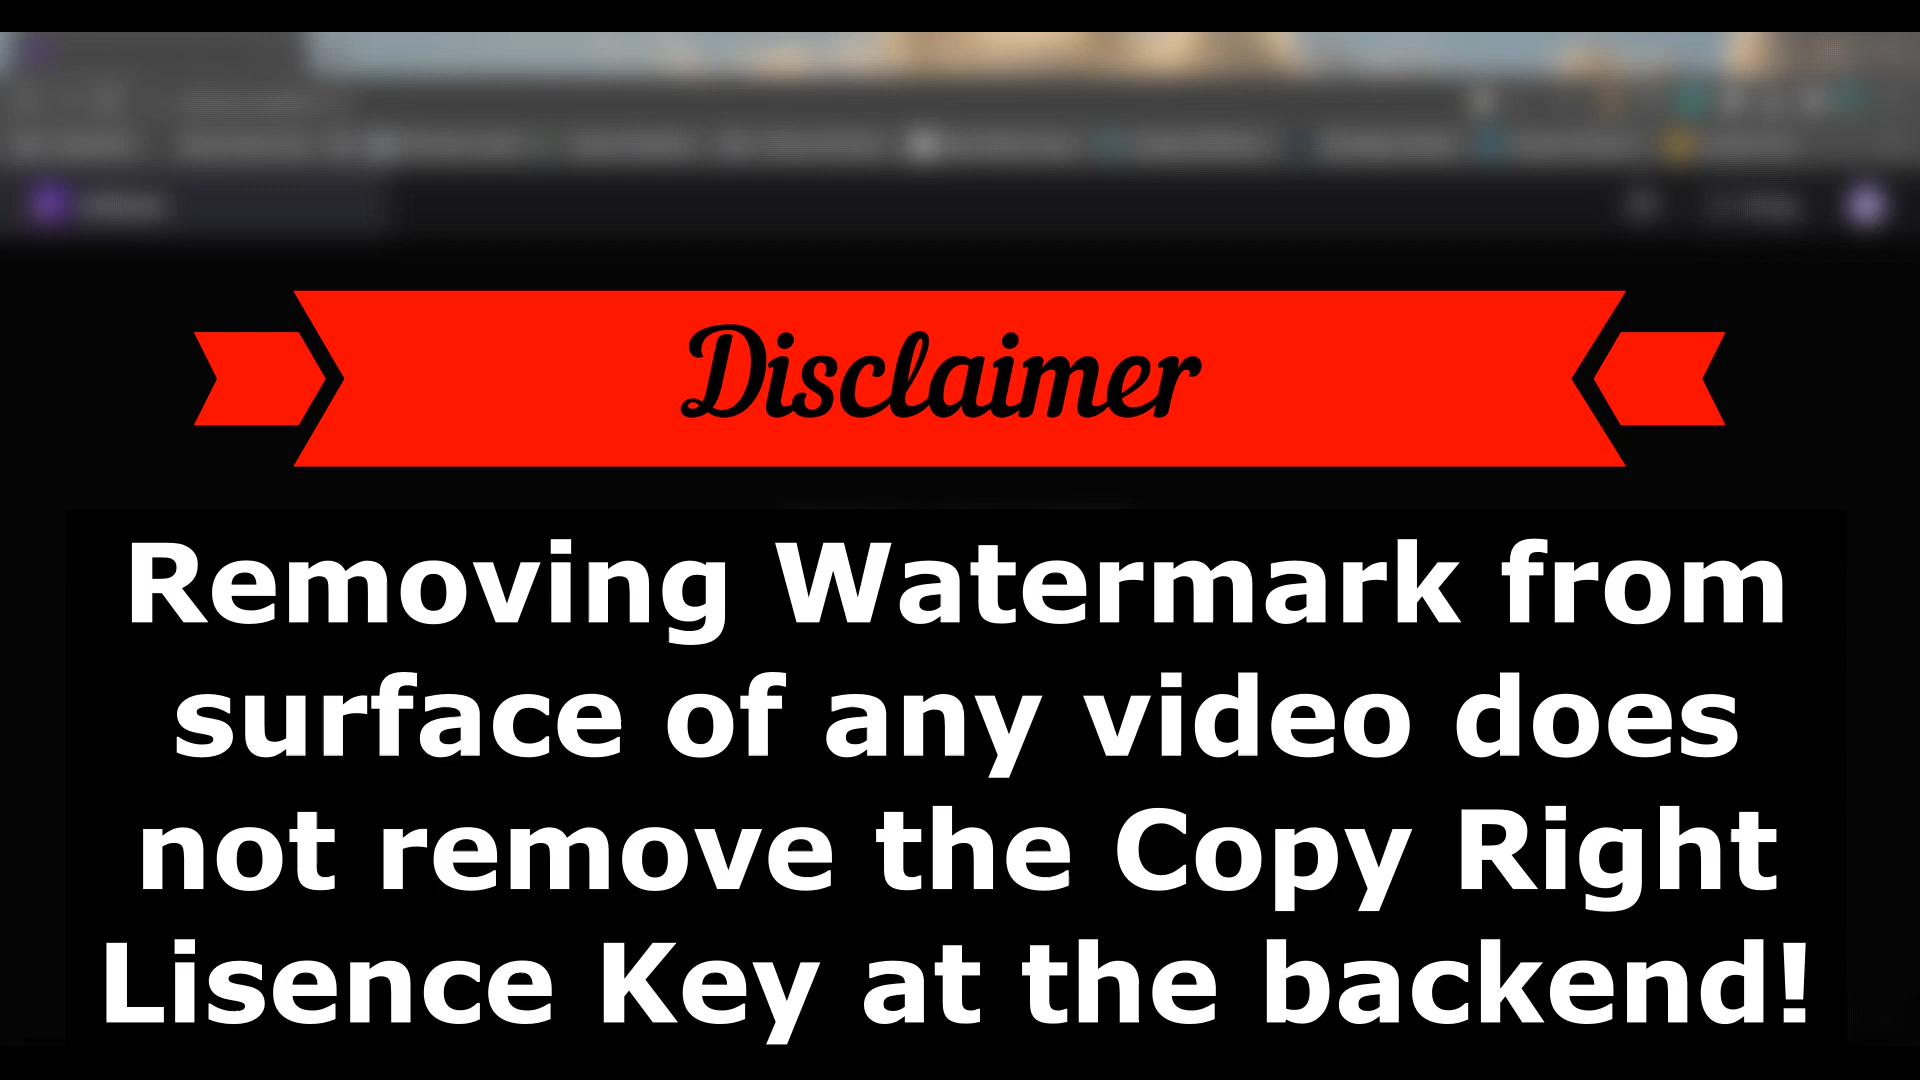 Disclaimer
Removing Watermark from
surface of any video does
not remove the Copy Right
Lisence Key at the backend!